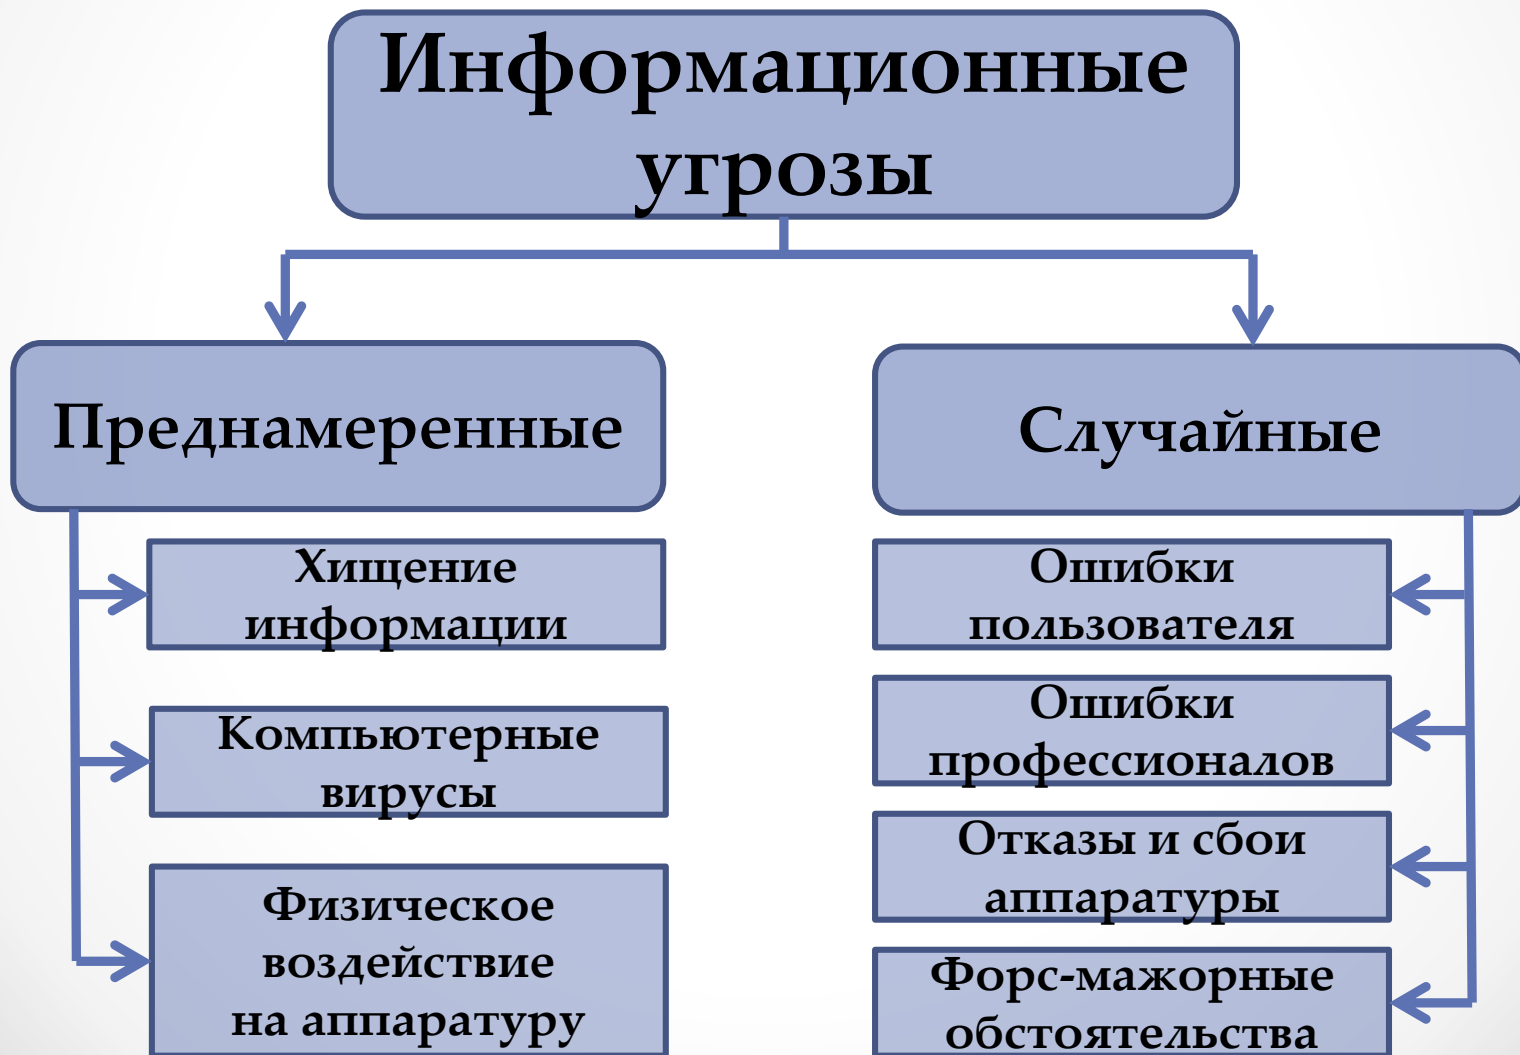 Информационные
угрозы
Преднамеренные
Хищение
информации
Компьютерные
вирусы
Физическое
воздействие
на аппаратуру
Случайные
Ошибки
пользователя
Ошибки
профессионалов
Отказы и сбои
аппаратуры
Форс-мажорные
обстоятельства